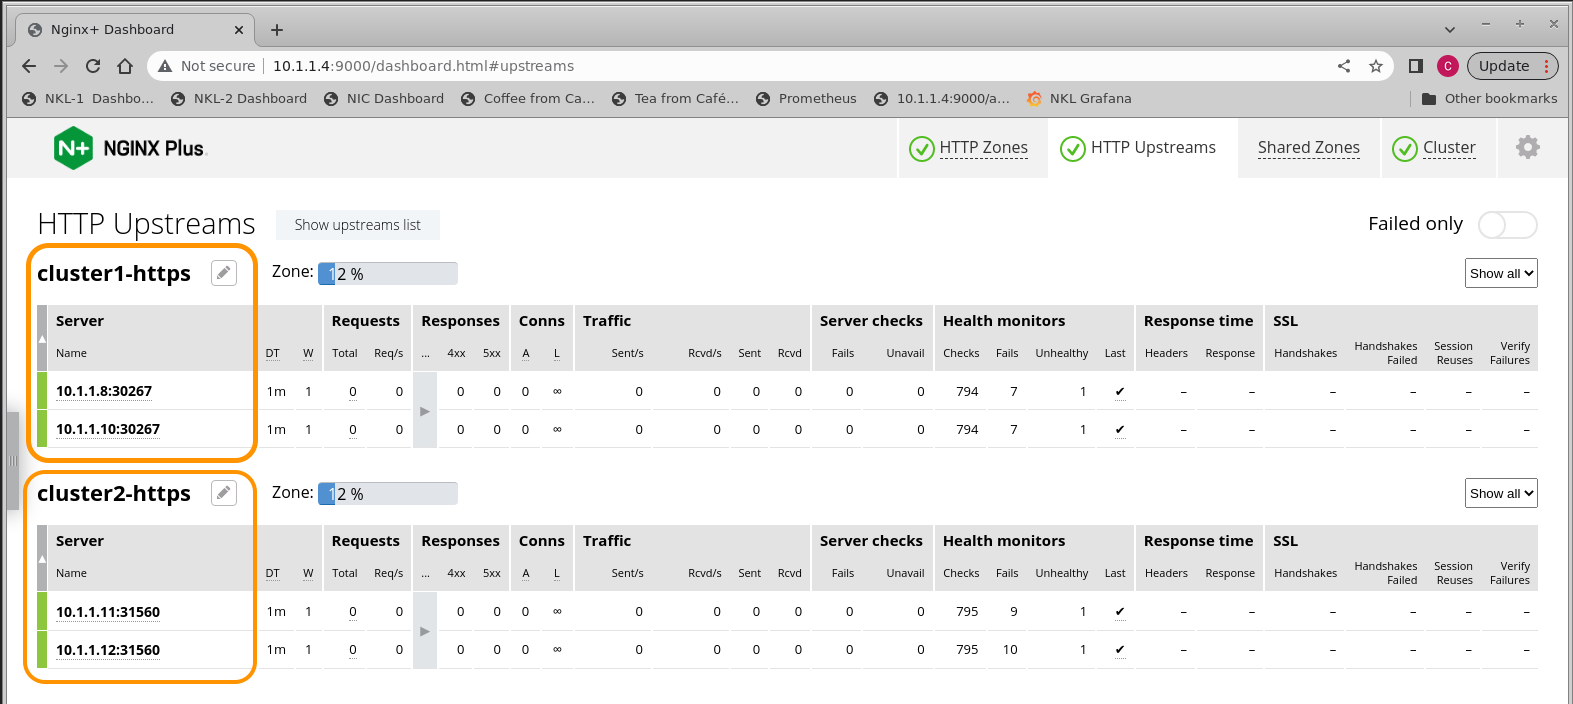 Nginx+ Dashboard
Not secure 10.1.1.4:9000/dashboard.html#upstreams C Update
NKL-1 Dashbo... NKL-2 Dashboard NIC Dashboard Coffee from Ca... Tea from Café... Prometheus 10.1.1.4:9000/a... NKL Grafana Other bookmarks
N+ NGINX Plus HTTP Zones HTTP Upstreams Shared Zones Cluster
HTTP Upstreams Show upstreams list Failed only
cluster1-https Zone: 12 % Show all
Server Requests Responses Conns Traffic Server checks Health monitors Response time SSL
Name DT W Total Req/s ... 4xx 5xx A L Sent/s Rcvd/s Sent Rcvd Fails Unavail Checks Fails Unhealthy Last Headers Response Handshakes Handshakes Failed Session Reuses Verify Failures
10.1.1.8:30267 1m 1 0 0 0 0 0 ∞ 0 0 0 0 0 0 794 7 1 ✔ – – – – – –
10.1.1.10:30267 1m 1 0 0 0 0 0 ∞ 0 0 0 0 0 0 794 7 1 ✔ – – – – – –
cluster2-https Zone: 12 % Show all
Server Requests Responses Conns Traffic Server checks Health monitors Response time SSL
Name DT W Total Req/s ... 4xx 5xx A L Sent/s Rcvd/s Sent Rcvd Fails Unavail Checks Fails Unhealthy Last Headers Response Handshakes Handshakes Failed Session Reuses Verify Failures
10.1.1.11:31560 1m 1 0 0 0 0 0 ∞ 0 0 0 0 0 0 795 9 1 ✔ – – – – – –
10.1.1.12:31560 1m 1 0 0 0 0 0 ∞ 0 0 0 0 0 0 795 10 1 ✔ – – – – – –